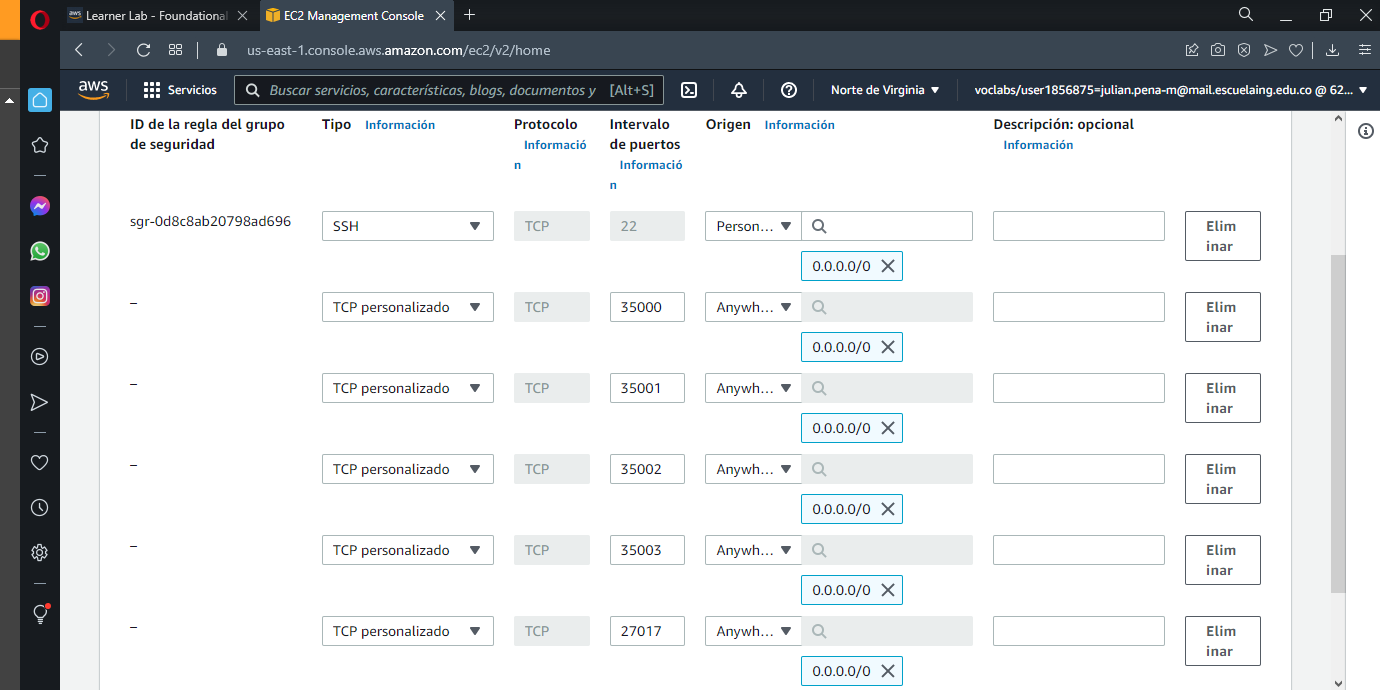 Learner Lab - Foundational
EC2 Management Console
us-east-1.console.aws.amazon.com/ec2/v2/home
aws
Servicios
Buscar servicios, características, blogs, documentos y [Alt+S]
Norte de Virginia
voclabs/user1856875=julian.pena-m@mail.escuelaing.edu.co @ 62...
ID de la regla del grupo de seguridad
Tipo Información
Protocolo Información
Intervalo de puertos Información
Origen Información
Descripción: opcional Información
sgr-0d8c8ab20798ad696 SSH TCP 22 Person... Eliminar
0.0.0.0/0
– TCP personalizado TCP 35000 Anywh... Eliminar
0.0.0.0/0
– TCP personalizado TCP 35001 Anywh... Eliminar
0.0.0.0/0
– TCP personalizado TCP 35002 Anywh... Eliminar
0.0.0.0/0
– TCP personalizado TCP 35003 Anywh... Eliminar
0.0.0.0/0
– TCP personalizado TCP 27017 Anywh... Eliminar
0.0.0.0/0